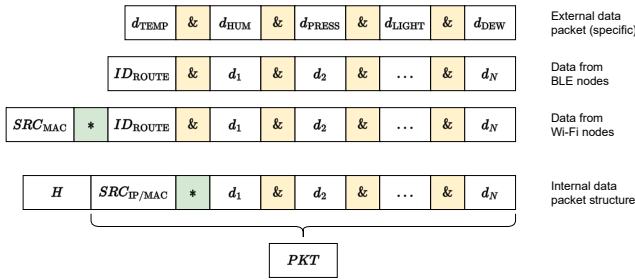 d_TEMP & d_HUM & d_PRESS & d_LIGHT & d_DEW
External data
packet (specific)
ID_ROUTE & d_1 & d_2 & ... & d_N
Data from
BLE nodes
SRC_MAC * ID_ROUTE & d_1 & d_2 & ... & d_N
Data from
Wi-Fi nodes
H SRC_IP/MAC * d_1 & d_2 & ... & d_N
Internal data
packet structure
PKT